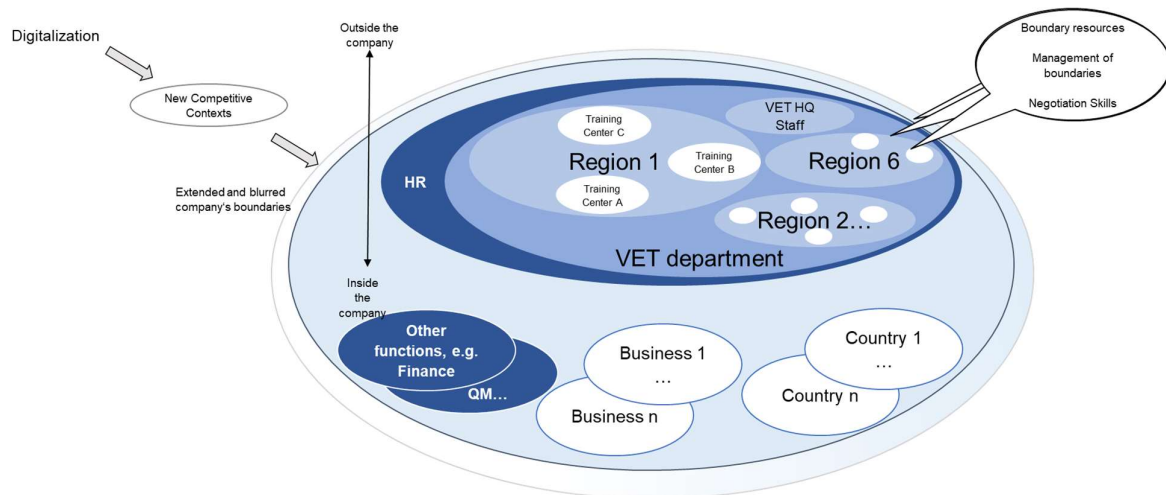 Digitalization
New Competitive
Contexts
Extended and blurred
company's boundaries
Outside the
company
Inside
the
company
HR
Training
Center C
Region 1
Training
Center B
Training
Center A
VET HQ
Staff
Region 6
Region 2…
VET department
Boundary resources
Management of
boundaries
Negotiation Skills
Other
functions, e.g.
Finance
QM…
Business 1
…
Business n
Country 1
…
Country n